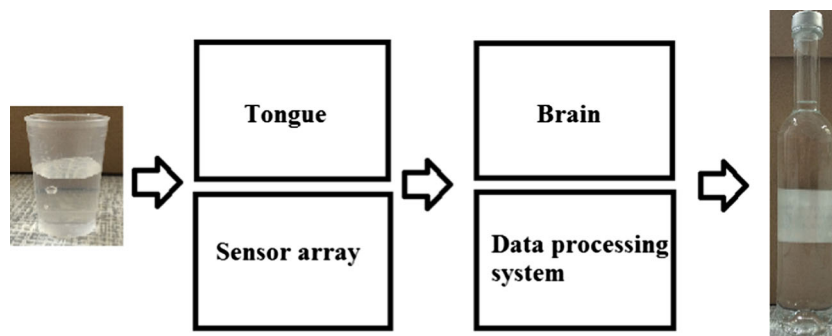 Tongue
Brain
Sensor array
Data processing
system